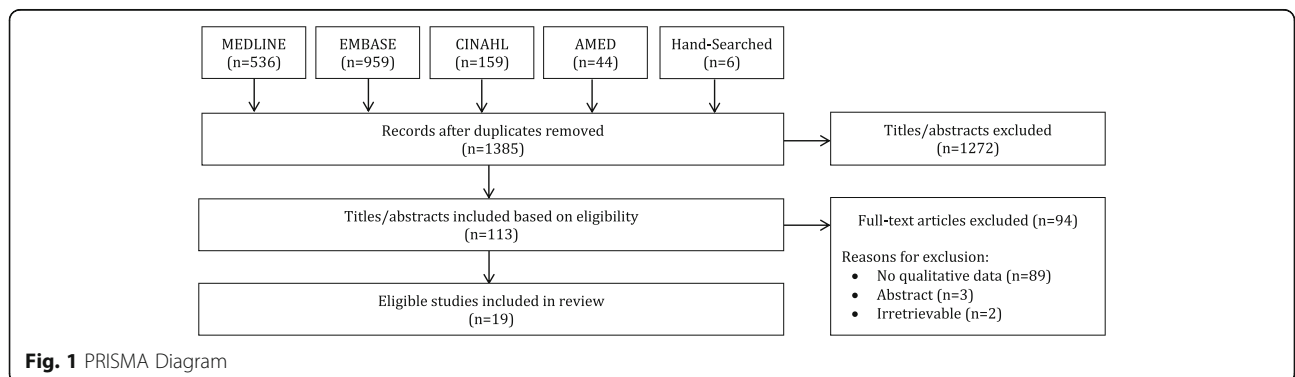 MEDLINE
(n=536)
EMBASE
(n=959)
CINAHL
(n=159)
AMED
(n=44)
Hand-Searched
(n=6)
Records after duplicates removed
(n=1385)
Titles/abstracts excluded
(n=1272)
Titles/abstracts included based on eligibility
(n=113)
Full-text articles excluded (n=94)
Reasons for exclusion:
• No qualitative data (n=89)
• Abstract (n=3)
• Irretrievable (n=2)
Eligible studies included in review
(n=19)
Fig. 1 PRISMA Diagram